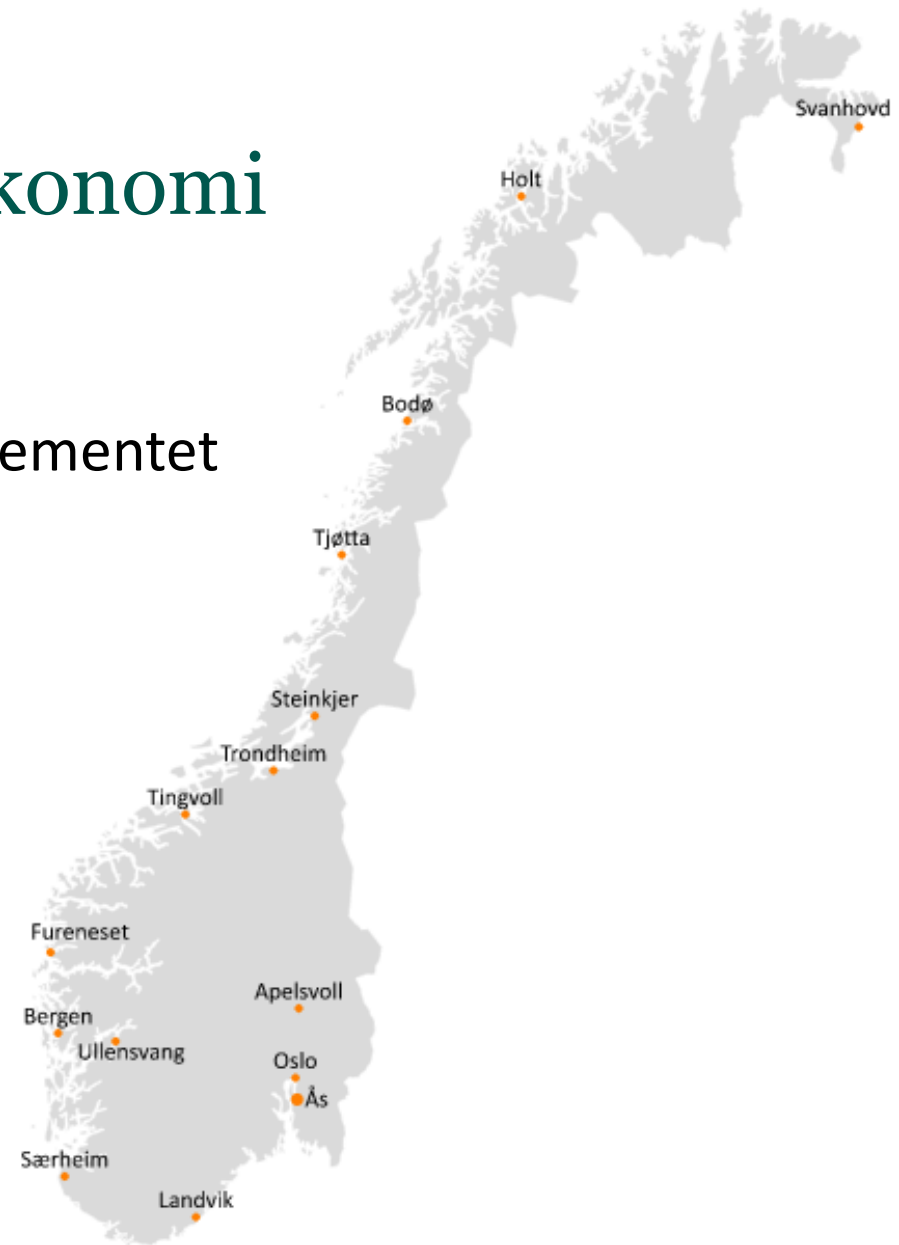 konomi
ementet
Svanhovd
Holt
Bodø
Tjøtta
Steinkjer
Trondheim
Tingvoll
Fureneset
Apelsvoll
Bergen
Ullensvang
Oslo
Ås
Særheim
Landvik